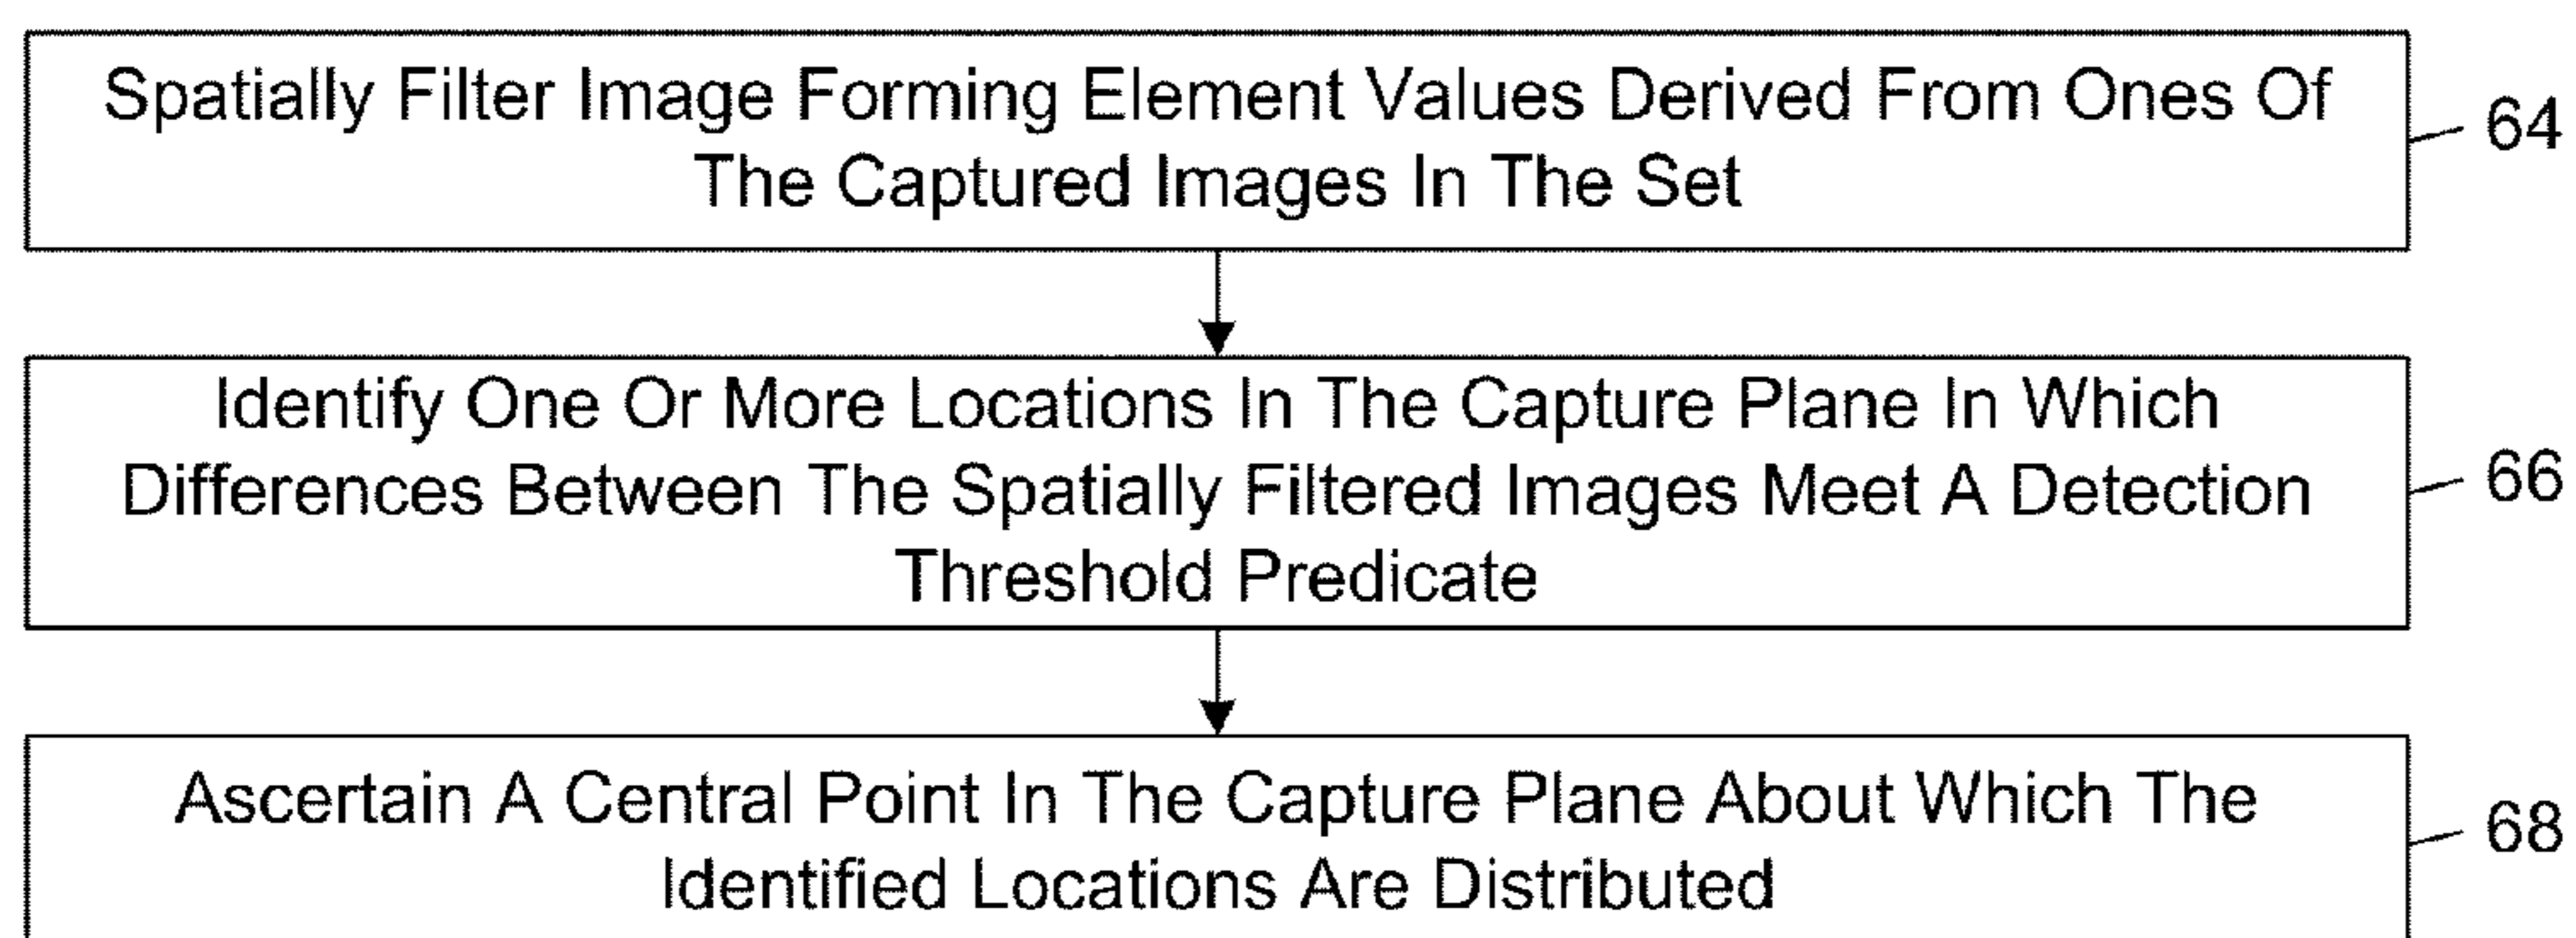 Spatially Filter Image Forming Element Values Derived From Ones Of
The Captured Images In The Set
64
Identify One Or More Locations In The Capture Plane In Which
Differences Between The Spatially Filtered Images Meet A Detection
Threshold Predicate
66
Ascertain A Central Point In The Capture Plane About Which The
Identified Locations Are Distributed
68